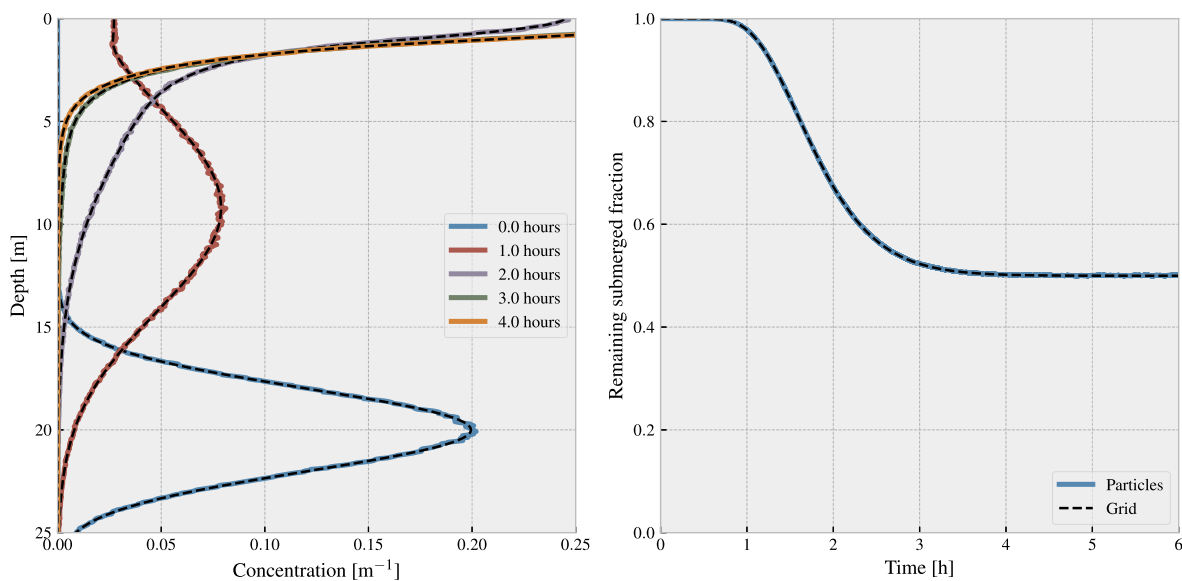 0
5
10
15
20
25
Depth [m]
0.00
0.05
0.10
0.15
0.20
0.25
Concentration [m⁻¹]
0.0 hours
1.0 hours
2.0 hours
3.0 hours
4.0 hours
1.0
0.8
0.6
0.4
0.2
0.0
Remaining submerged fraction
0
1
2
3
4
5
6
Time [h]
Particles
Grid